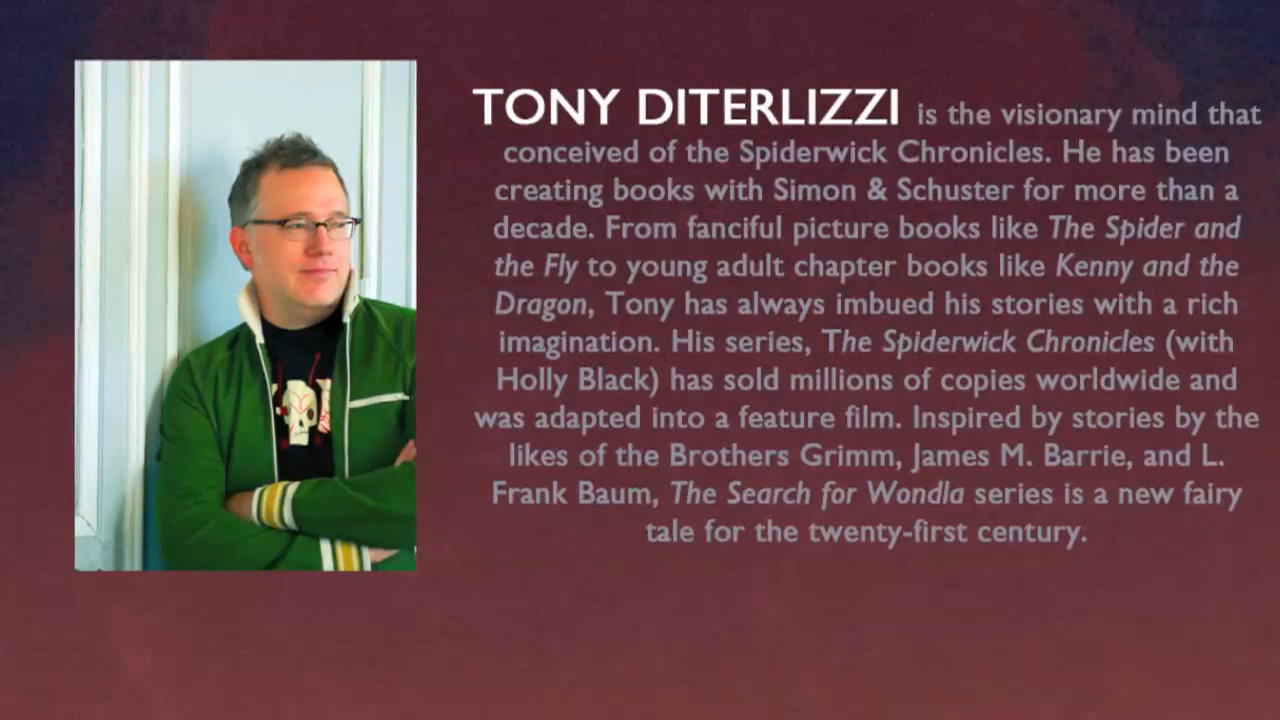 TONY DITERLIZZI is the visionary mind that
conceived of the Spiderwick Chronicles. He has been
creating books with Simon & Schuster for more than a
decade. From fanciful picture books like The Spider and
the Fly to young adult chapter books like Kenny and the
Dragon, Tony has always imbued his stories with a rich
imagination. His series, The Spiderwick Chronicles (with
Holly Black) has sold millions of copies worldwide and
was adapted into a feature film. Inspired by stories by the
likes of the Brothers Grimm, James M. Barrie, and L.
Frank Baum, The Search for Wondla series is a new fairy
tale for the twenty-first century.